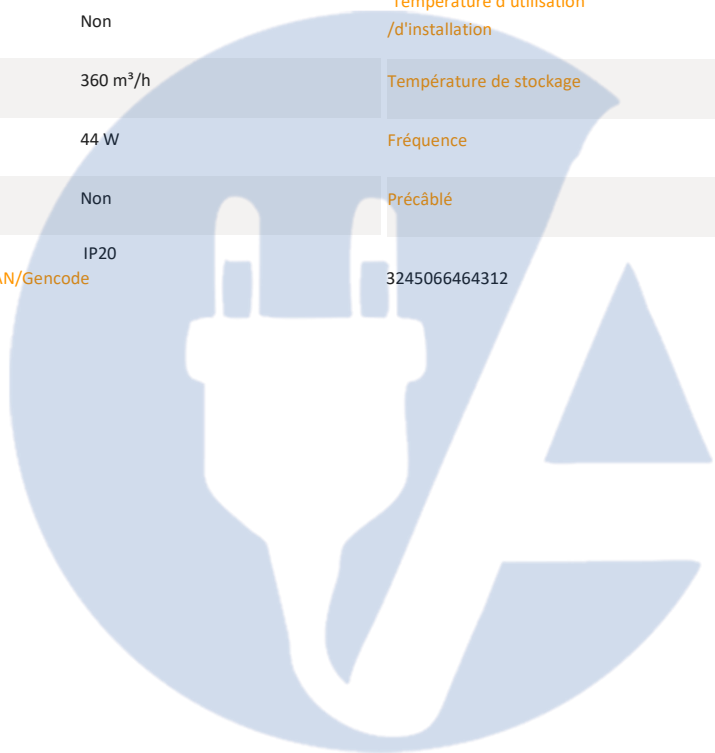 Température d'utilisation
Non
/d'installation
360 m³/h
Température de stockage
44 W
Fréquence
Non
Précâblé
IP20
AN/Gencode
3245066464312